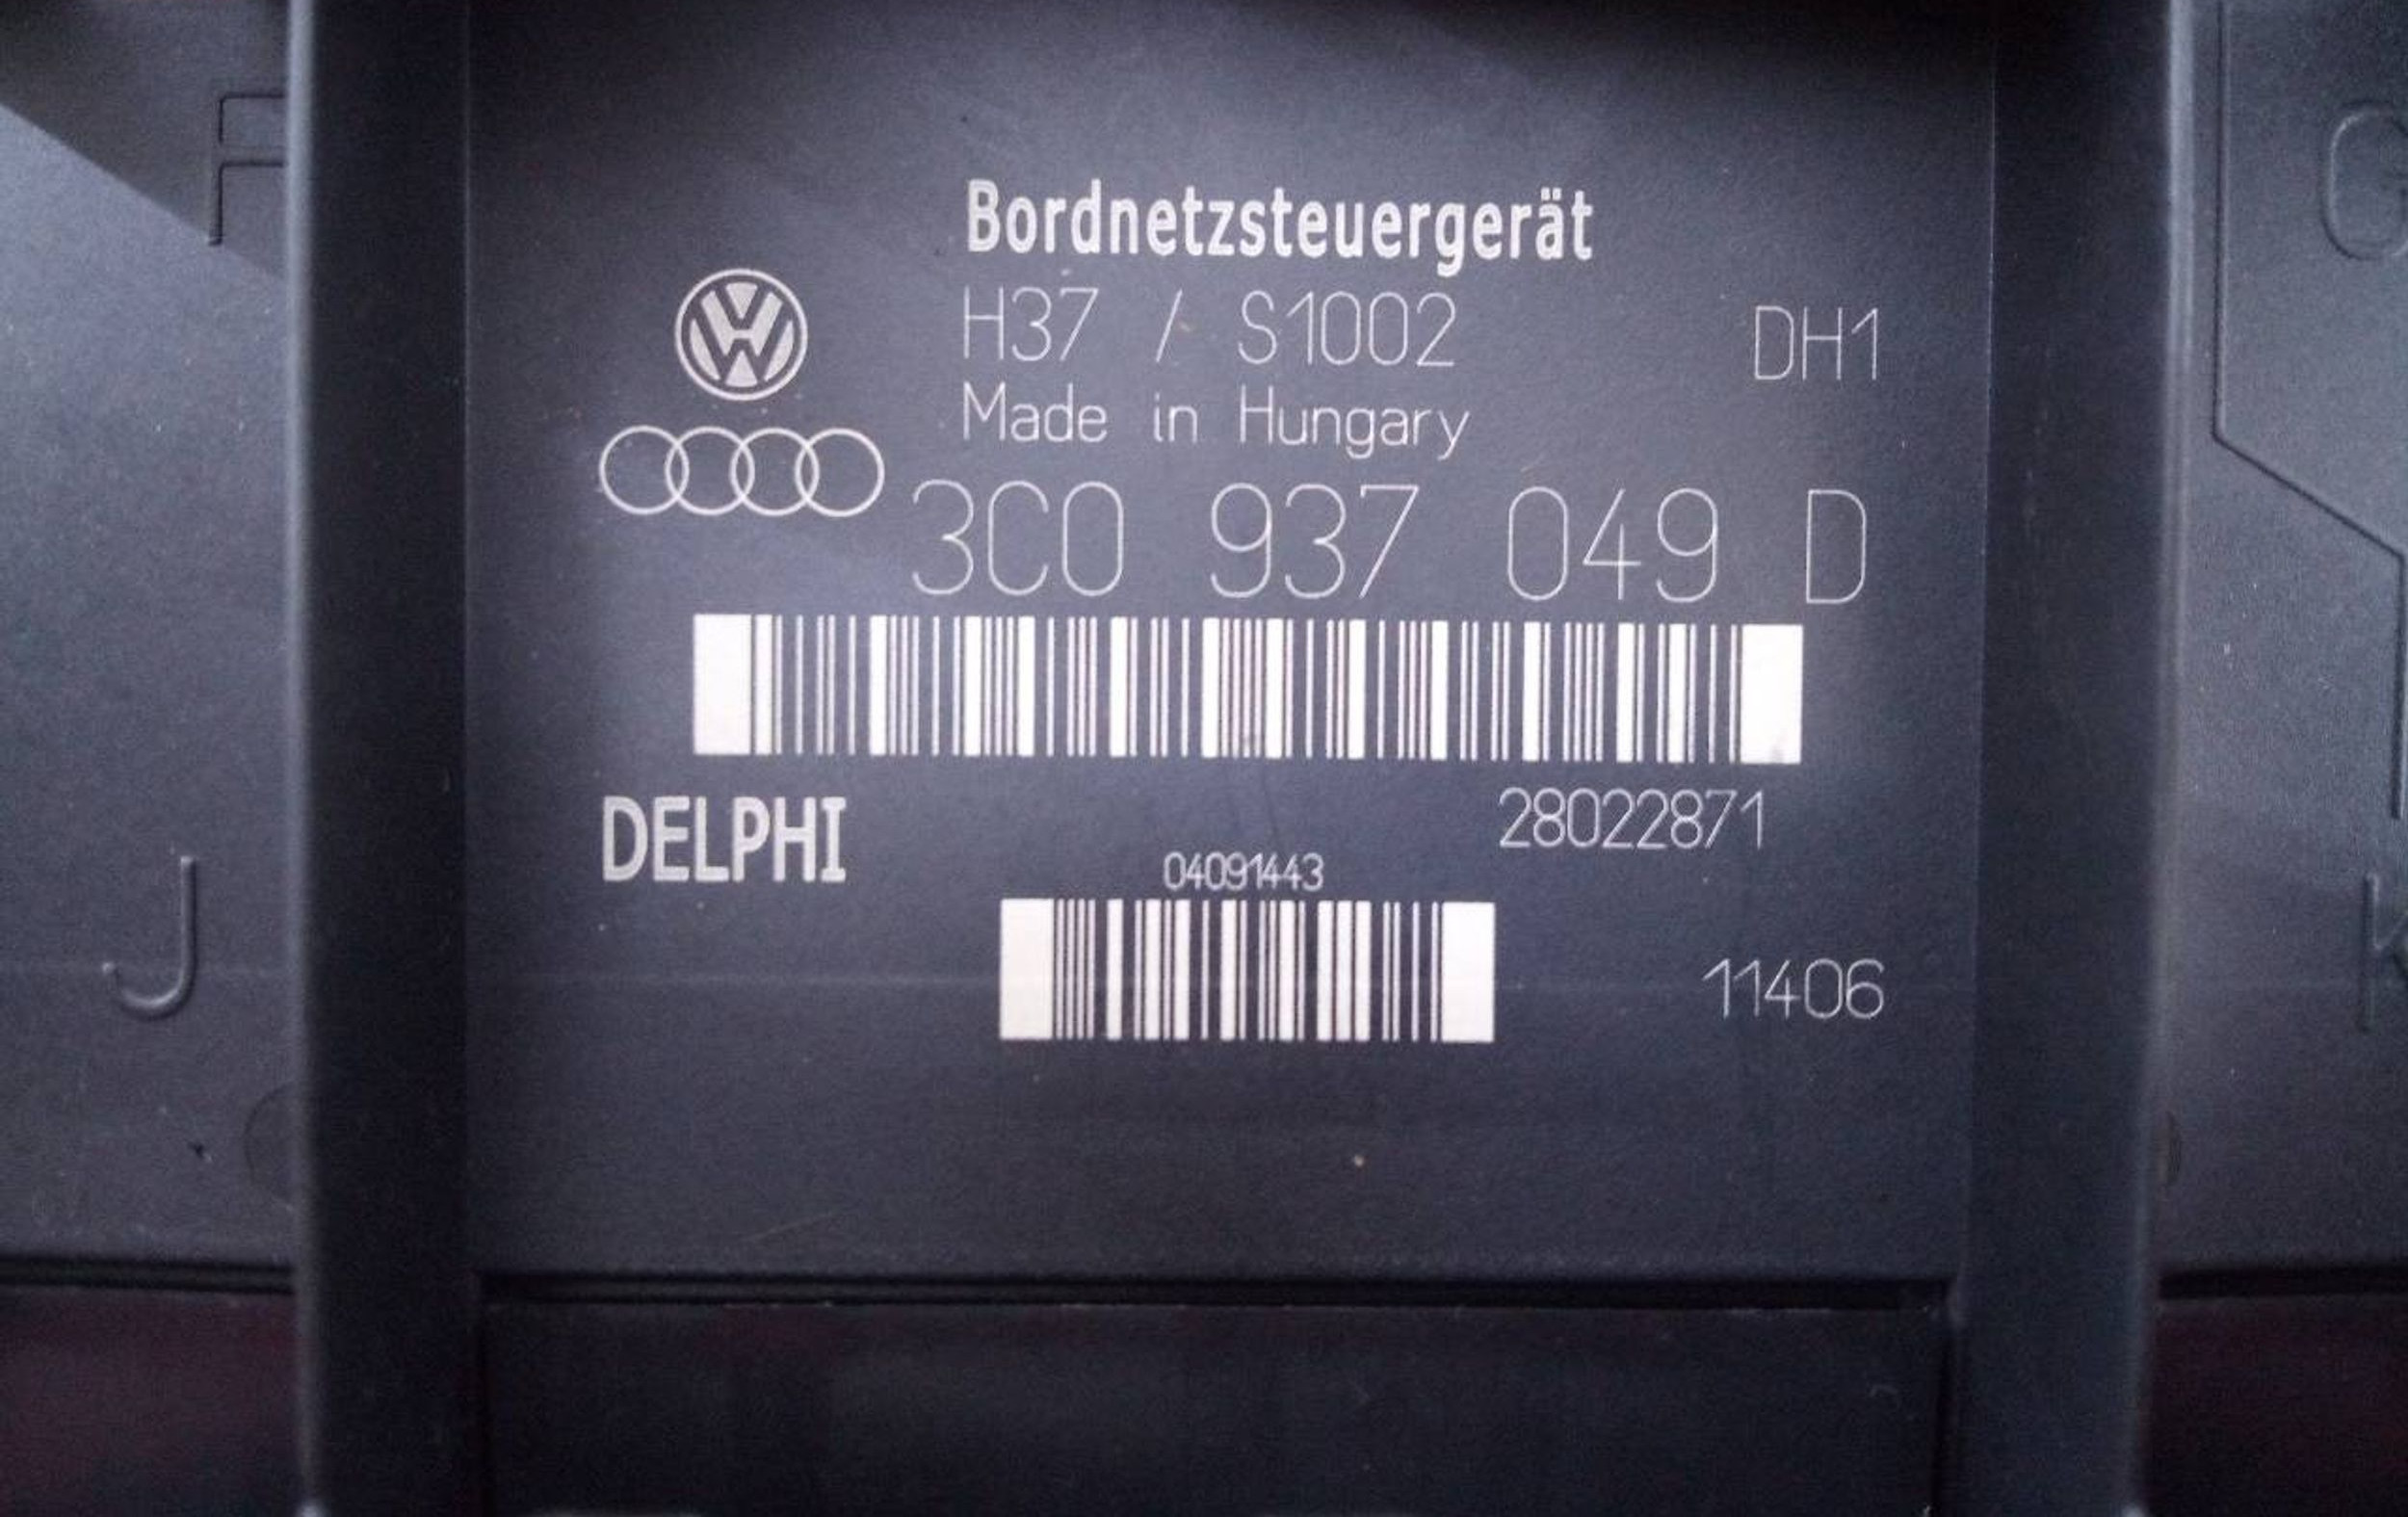 F
Bordnetzsteuergerät
H37 / S1002 DH1
Made in Hungary
3C0 937 049 D
DELPHI
28022871
04091443
11406
J
K